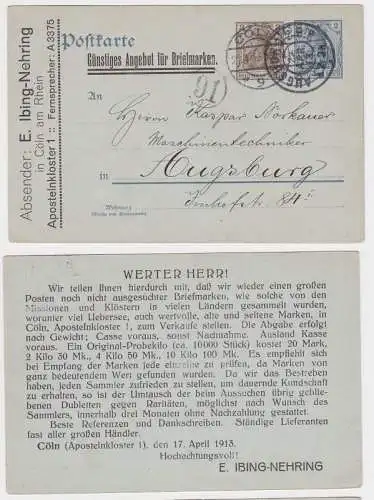 Absender: E. Ibing-Nehring
in Cöln am Rhein
Aposteinkloster 1 :: Fernsprecher: A 3375
Postkarte
Günstiges Angebot für Briefmarken.
An
Herrn Kaspar
Maschinentechniker
in Augsburg
Wohnung
(Straße und Hausnummer)
WERTER HERR!
Wir teilen Ihnen hierdurch mit, daß wir wieder einen großen
Posten noch nicht ausgesuchter Briefmarken, wie solche von den
Missionen und Klöstern in vielen Ländern gesammelt wurden,
worunter viel Uebersee, auch wertvolle, alte und seltene Marken, in
Cöln, Aposteinkloster 1, zum Verkaufe stellen. Die Abgabe erfolgt
nach Gewicht; Casse voraus, sonst Nachnahme. Ausland Kasse
voraus. Ein Original-Probekilo (ca. 10000 Stück) kostet 20 Mark,
2 Kilo 30 Mk., 4 Kilo 50 Mk., 10 Kilo 100 Mk. Es empfiehlt sich
bei Empfang der Marken jede einzelne zu prüfen, da Marken von
ganz bedeutendem Wert gefunden wurden. Da wir das Bestreben
haben, jeden Sammler zufrieden zu stellen, um dauernde Kundschaft
zu erhalten, so ist der Umtausch der beim Aussuchen übrig geblie-
benen Dubletten gegen Raritäten, möglichst nach Wunsch des
Sammlers, innerhalb drei Monaten ohne Nachzahlung gestattet.
Beste Referenzen und Dankschreiben. Ständige Lieferanten
fast aller großen Händler.
Cöln (Aposteinkloster 1), den 17. April 1913.
Hochachtungsvoll!
E. IBING-NEHRING